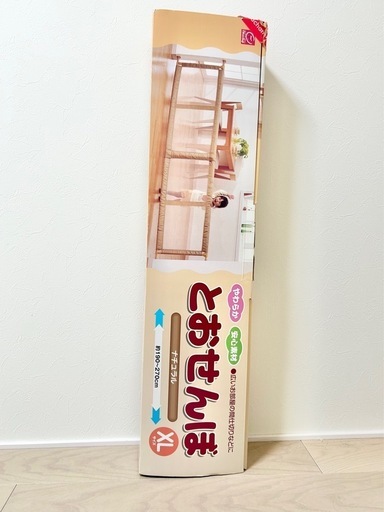 やわらか
安心素材
●広いお部屋の間仕切りなどに
とおせんぼ
ナチュラル
約190~270cm
XL